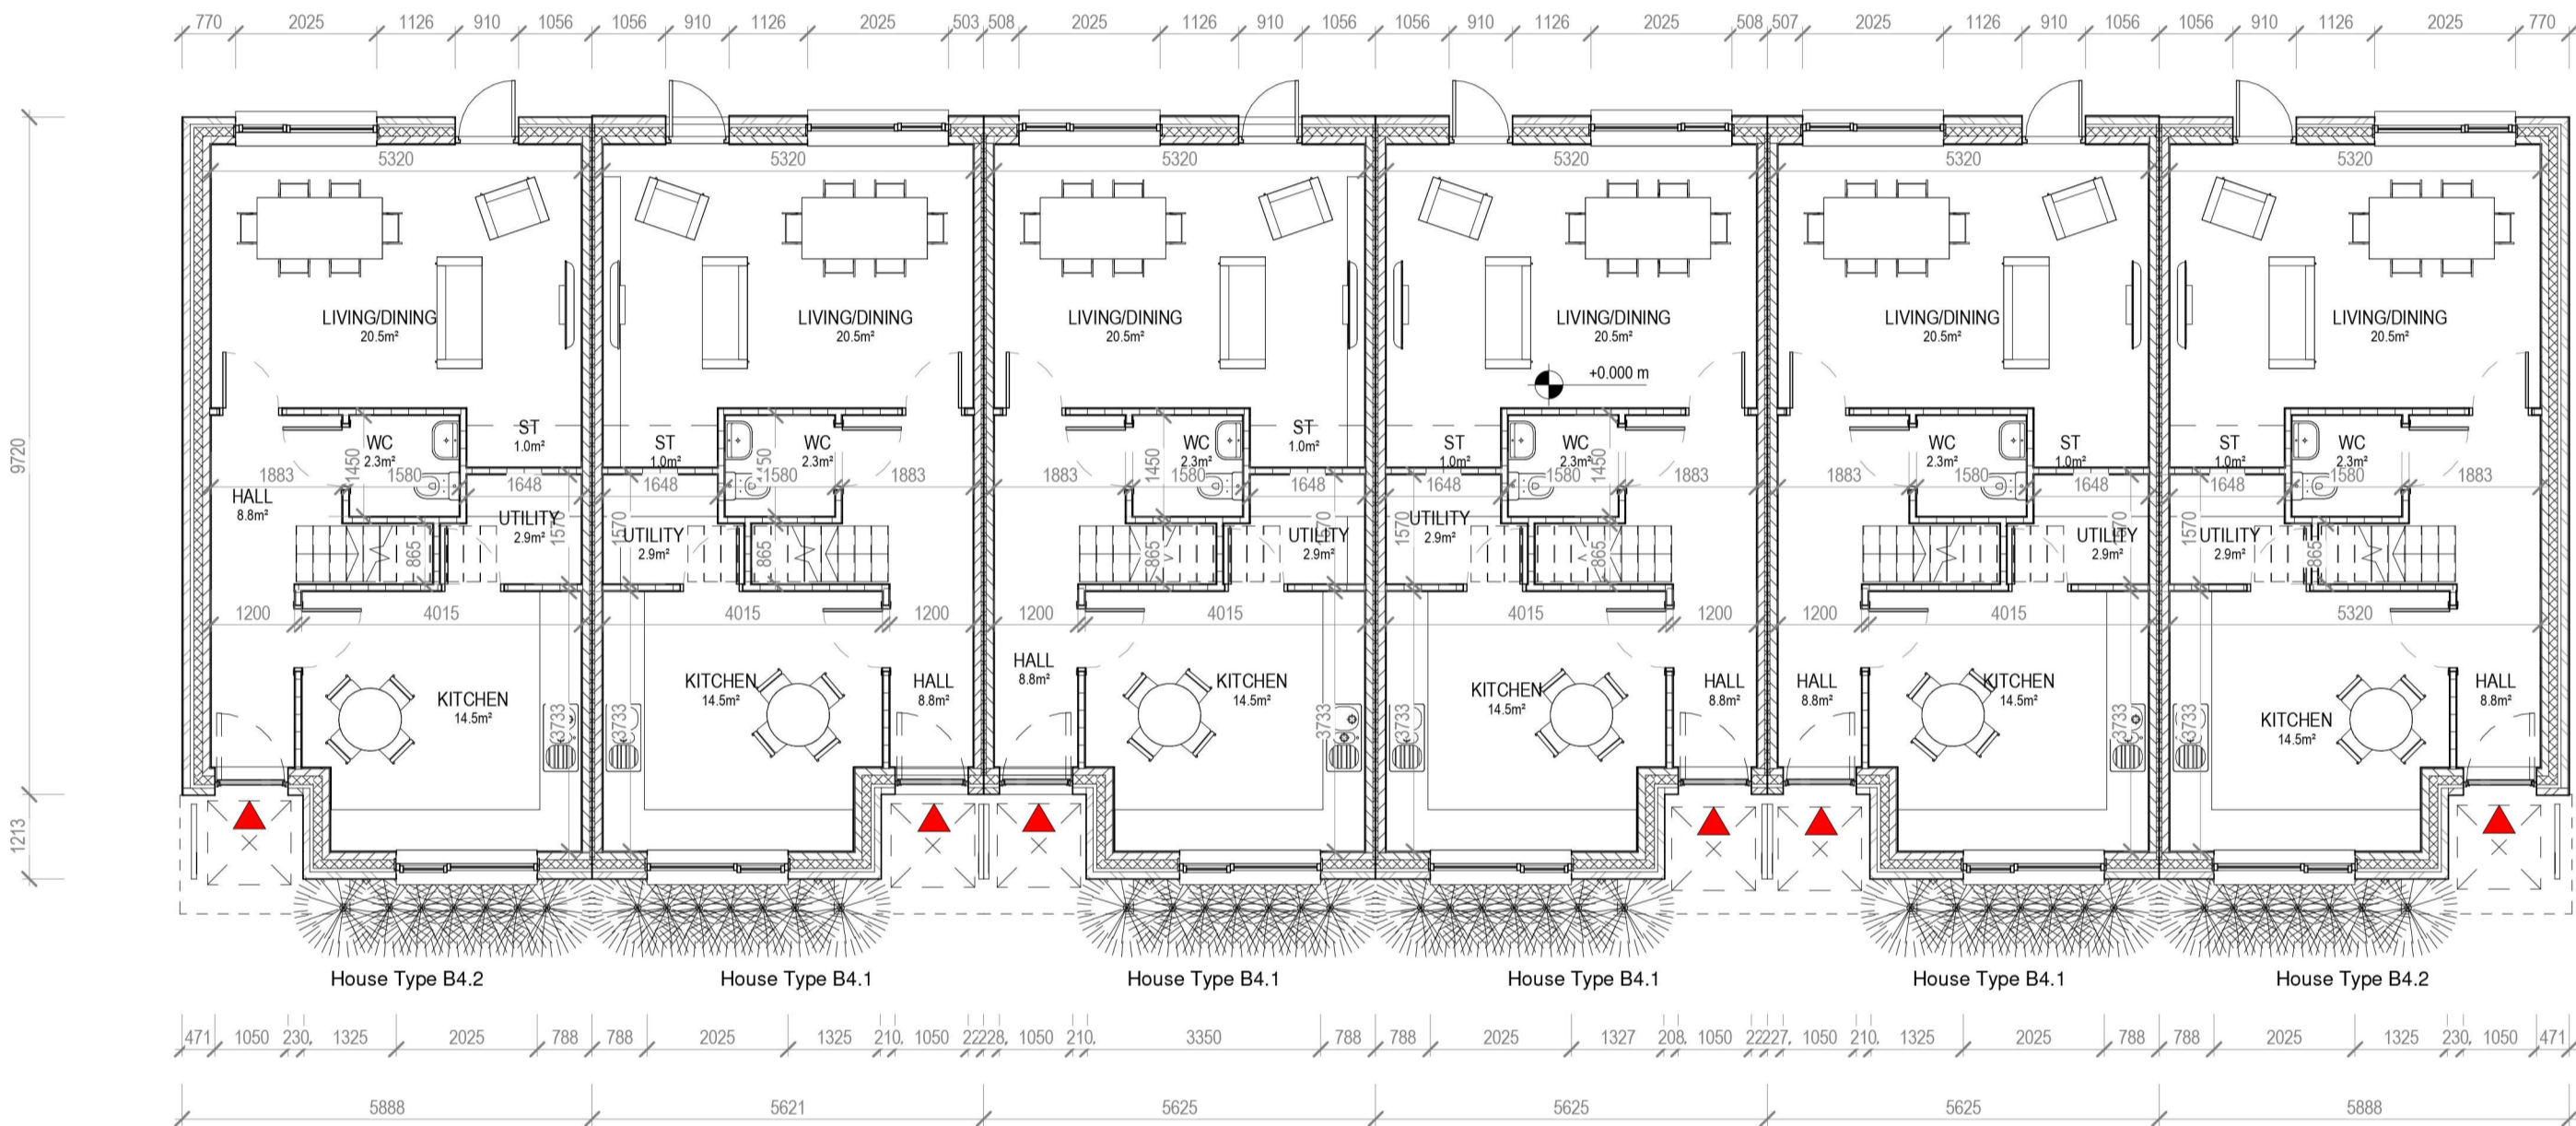 770 2025 1126 910 1056 1056 910 1126 2025 503 508 2025 1126 910 1056 1056 910 1126 2025 508 507 2025 1126 910 1056 1056 910 1126 2025 770
5320 5320 5320 5320 5320 5320
LIVING/DINING LIVING/DINING LIVING/DINING LIVING/DINING LIVING/DINING LIVING/DINING
20.5m² 20.5m² 20.5m² 20.5m² 20.5m² 20.5m²
+0.000 m
9720
WC ST ST WC WC ST ST WC WC ST ST WC
2.3m² 1.0m² 1.0m² 2.3m² 2.3m² 1.0m² 1.0m² 2.3m² 2.3m² 1.0m² 1.0m² 2.3m²
1450 1450 1450 1450
1883 1580 1648 1648 1580 1883 1883 1580 1648 1648 1580 1883 1883 1580 1648 1648 1580 1883
HALL
8.8m²
UTILITY UTILITY UTILITY UTILITY UTILITY UTILITY
2.9m² 2.9m² 2.9m² 2.9m² 2.9m² 2.9m²
865 1570 1570 865 865 1570 1570 865 1570 1570 865
1200 4015 4015 1200 1200 4015 4015 1200 1200 4015 5320
KITCHEN KITCHEN HALL HALL KITCHEN KITCHEN HALL HALL KITCHEN KITCHEN HALL
14.5m² 14.5m² 8.8m² 8.8m² 14.5m² 14.5m² 8.8m² 8.8m² 14.5m² 14.5m² 8.8m²
3733 3733 3733 3733 3733 3733
1213
House Type B4.2 House Type B4.1 House Type B4.1 House Type B4.1 House Type B4.1 House Type B4.2
471 1050 230, 1325 2025 788 788 2025 1325 210, 1050 22228, 1050 210, 3350 788 788 2025 1327 208, 1050 22227, 1050 210, 1325 2025 788 788 2025 1325 230, 1050 471
5888 5621 5625 5625 5625 5888